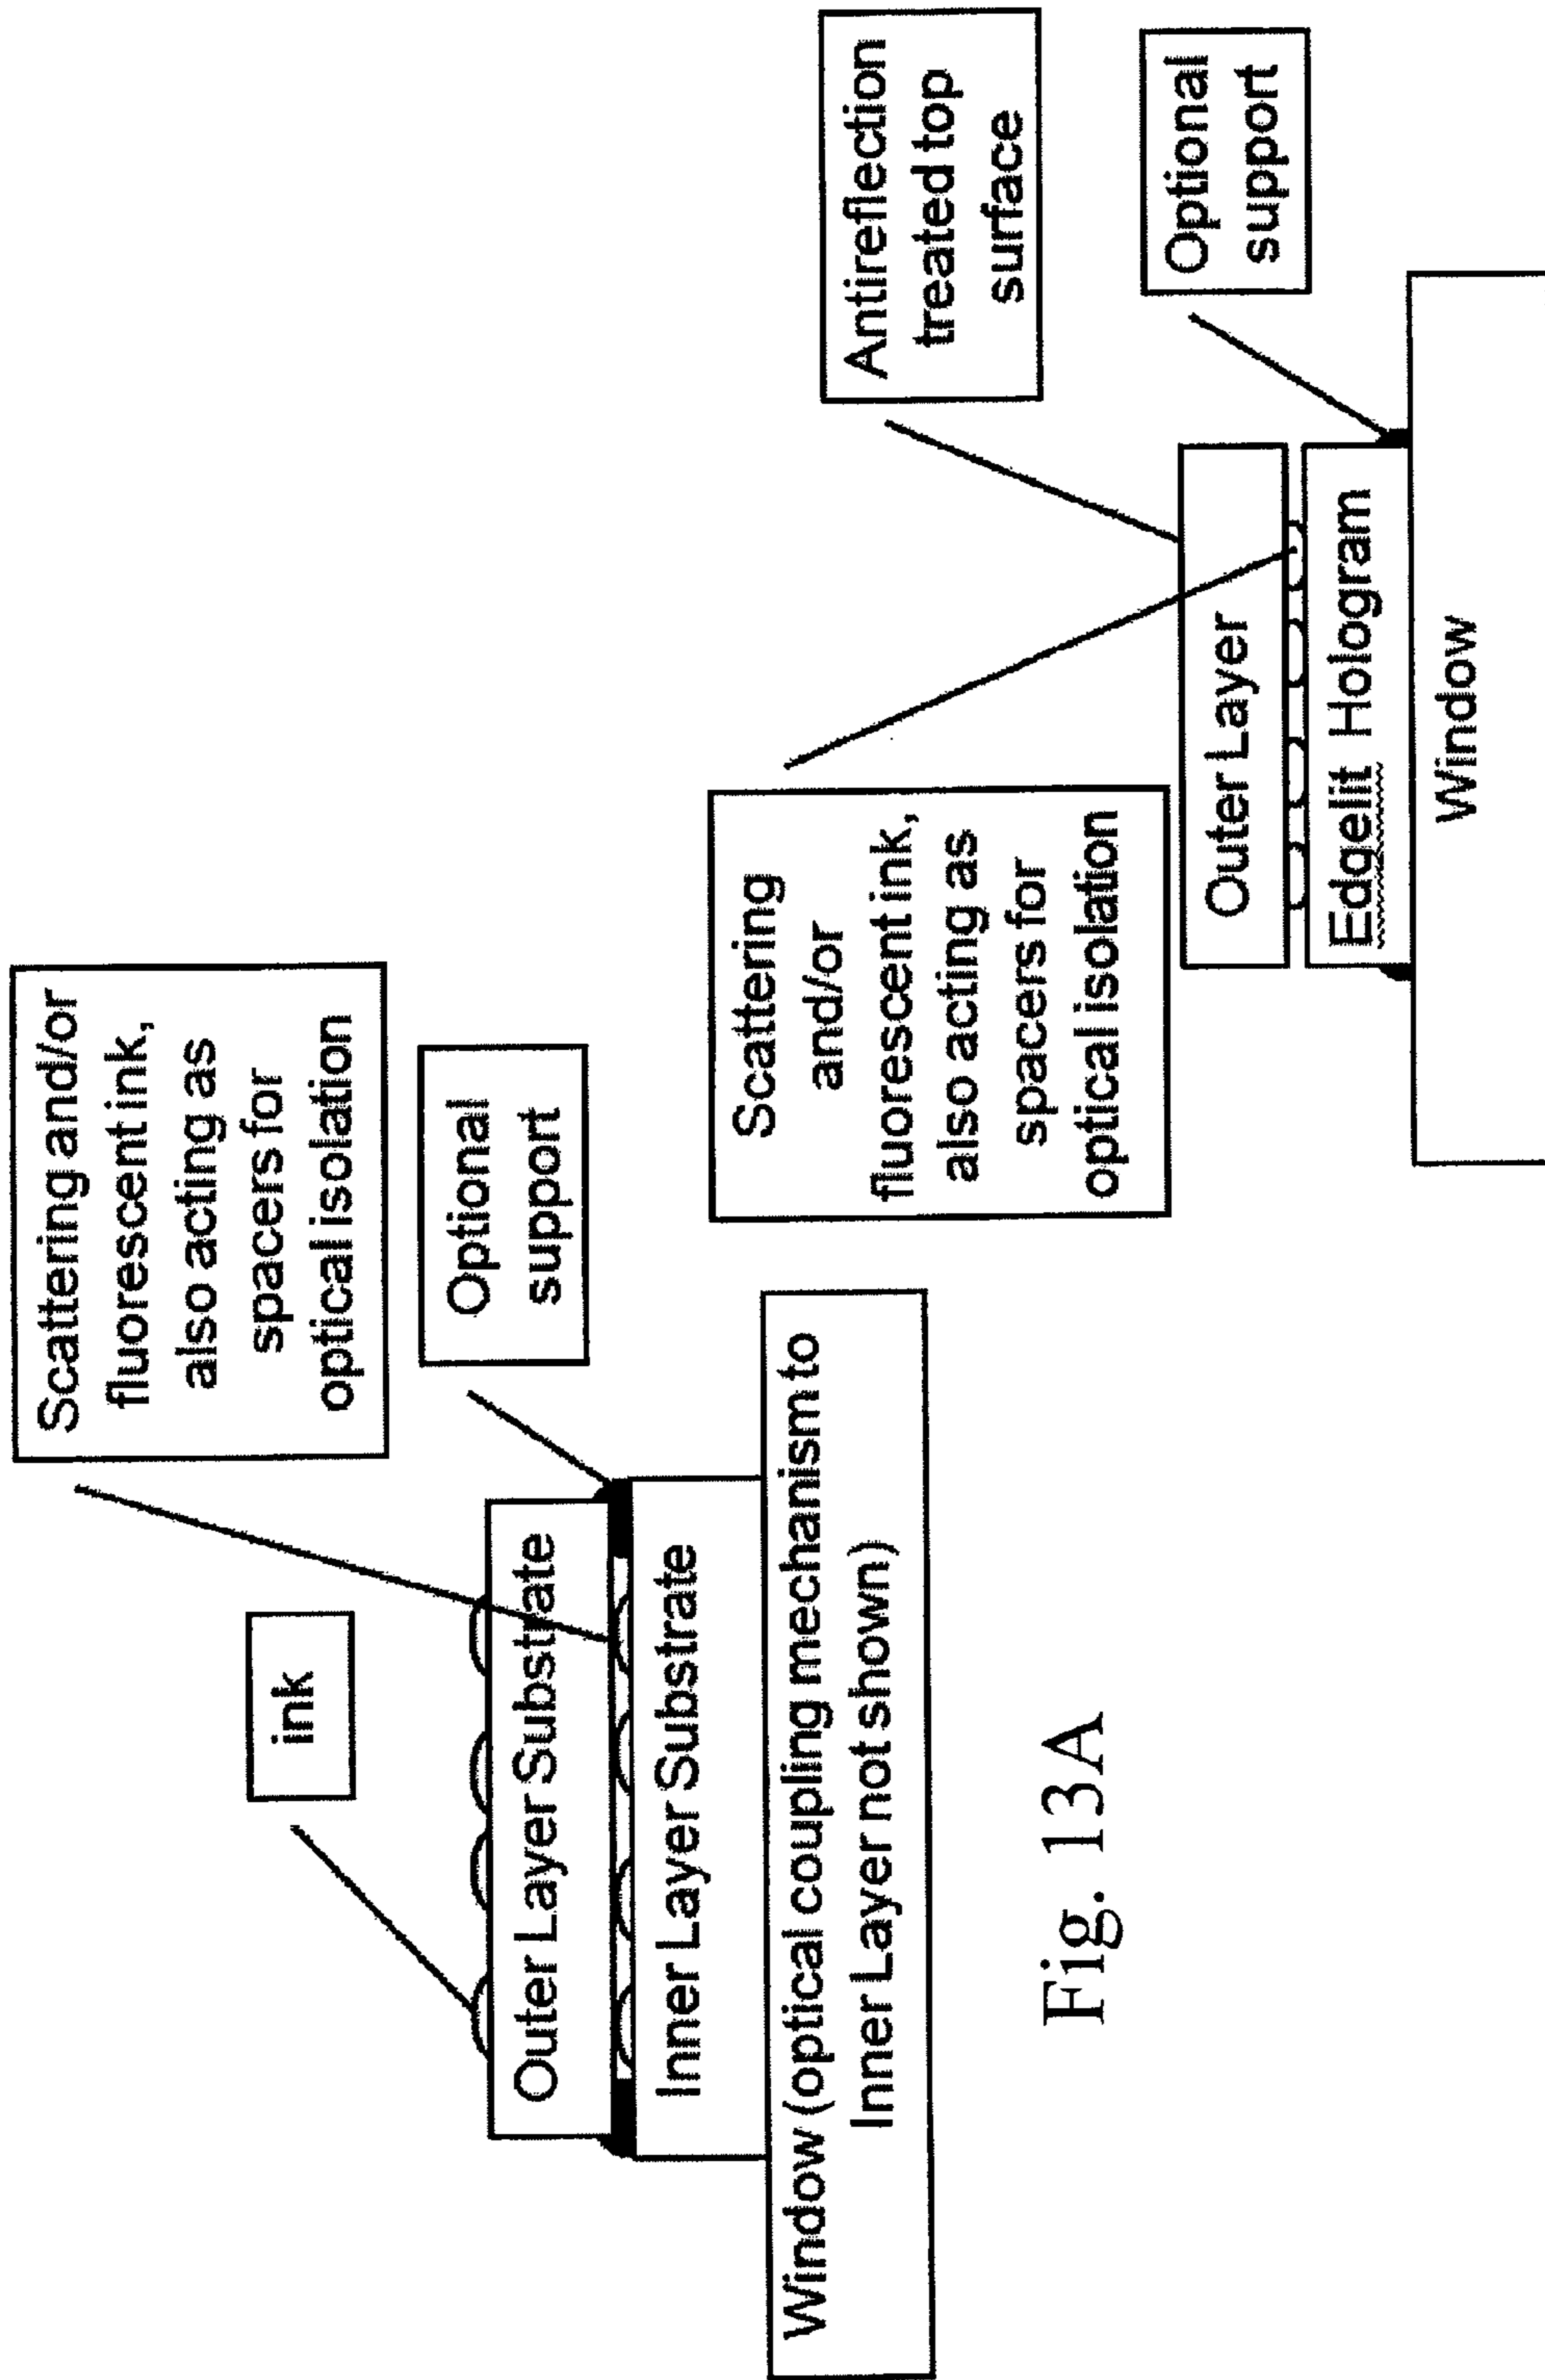 Scattering and/or
fluorescent ink,
also acting as
spacers for
optical isolation
Optional
support
ink
Outer Layer Substrate
Inner Layer Substrate
Window (optical coupling mechanism to
Inner Layer not shown)
Fig. 13A
Antireflection
treated top
surface
Optional
support
Scattering
and/or
fluorescent ink,
also acting as
spacers for
optical isolation
Outer Layer
Edgelit Hologram
Window